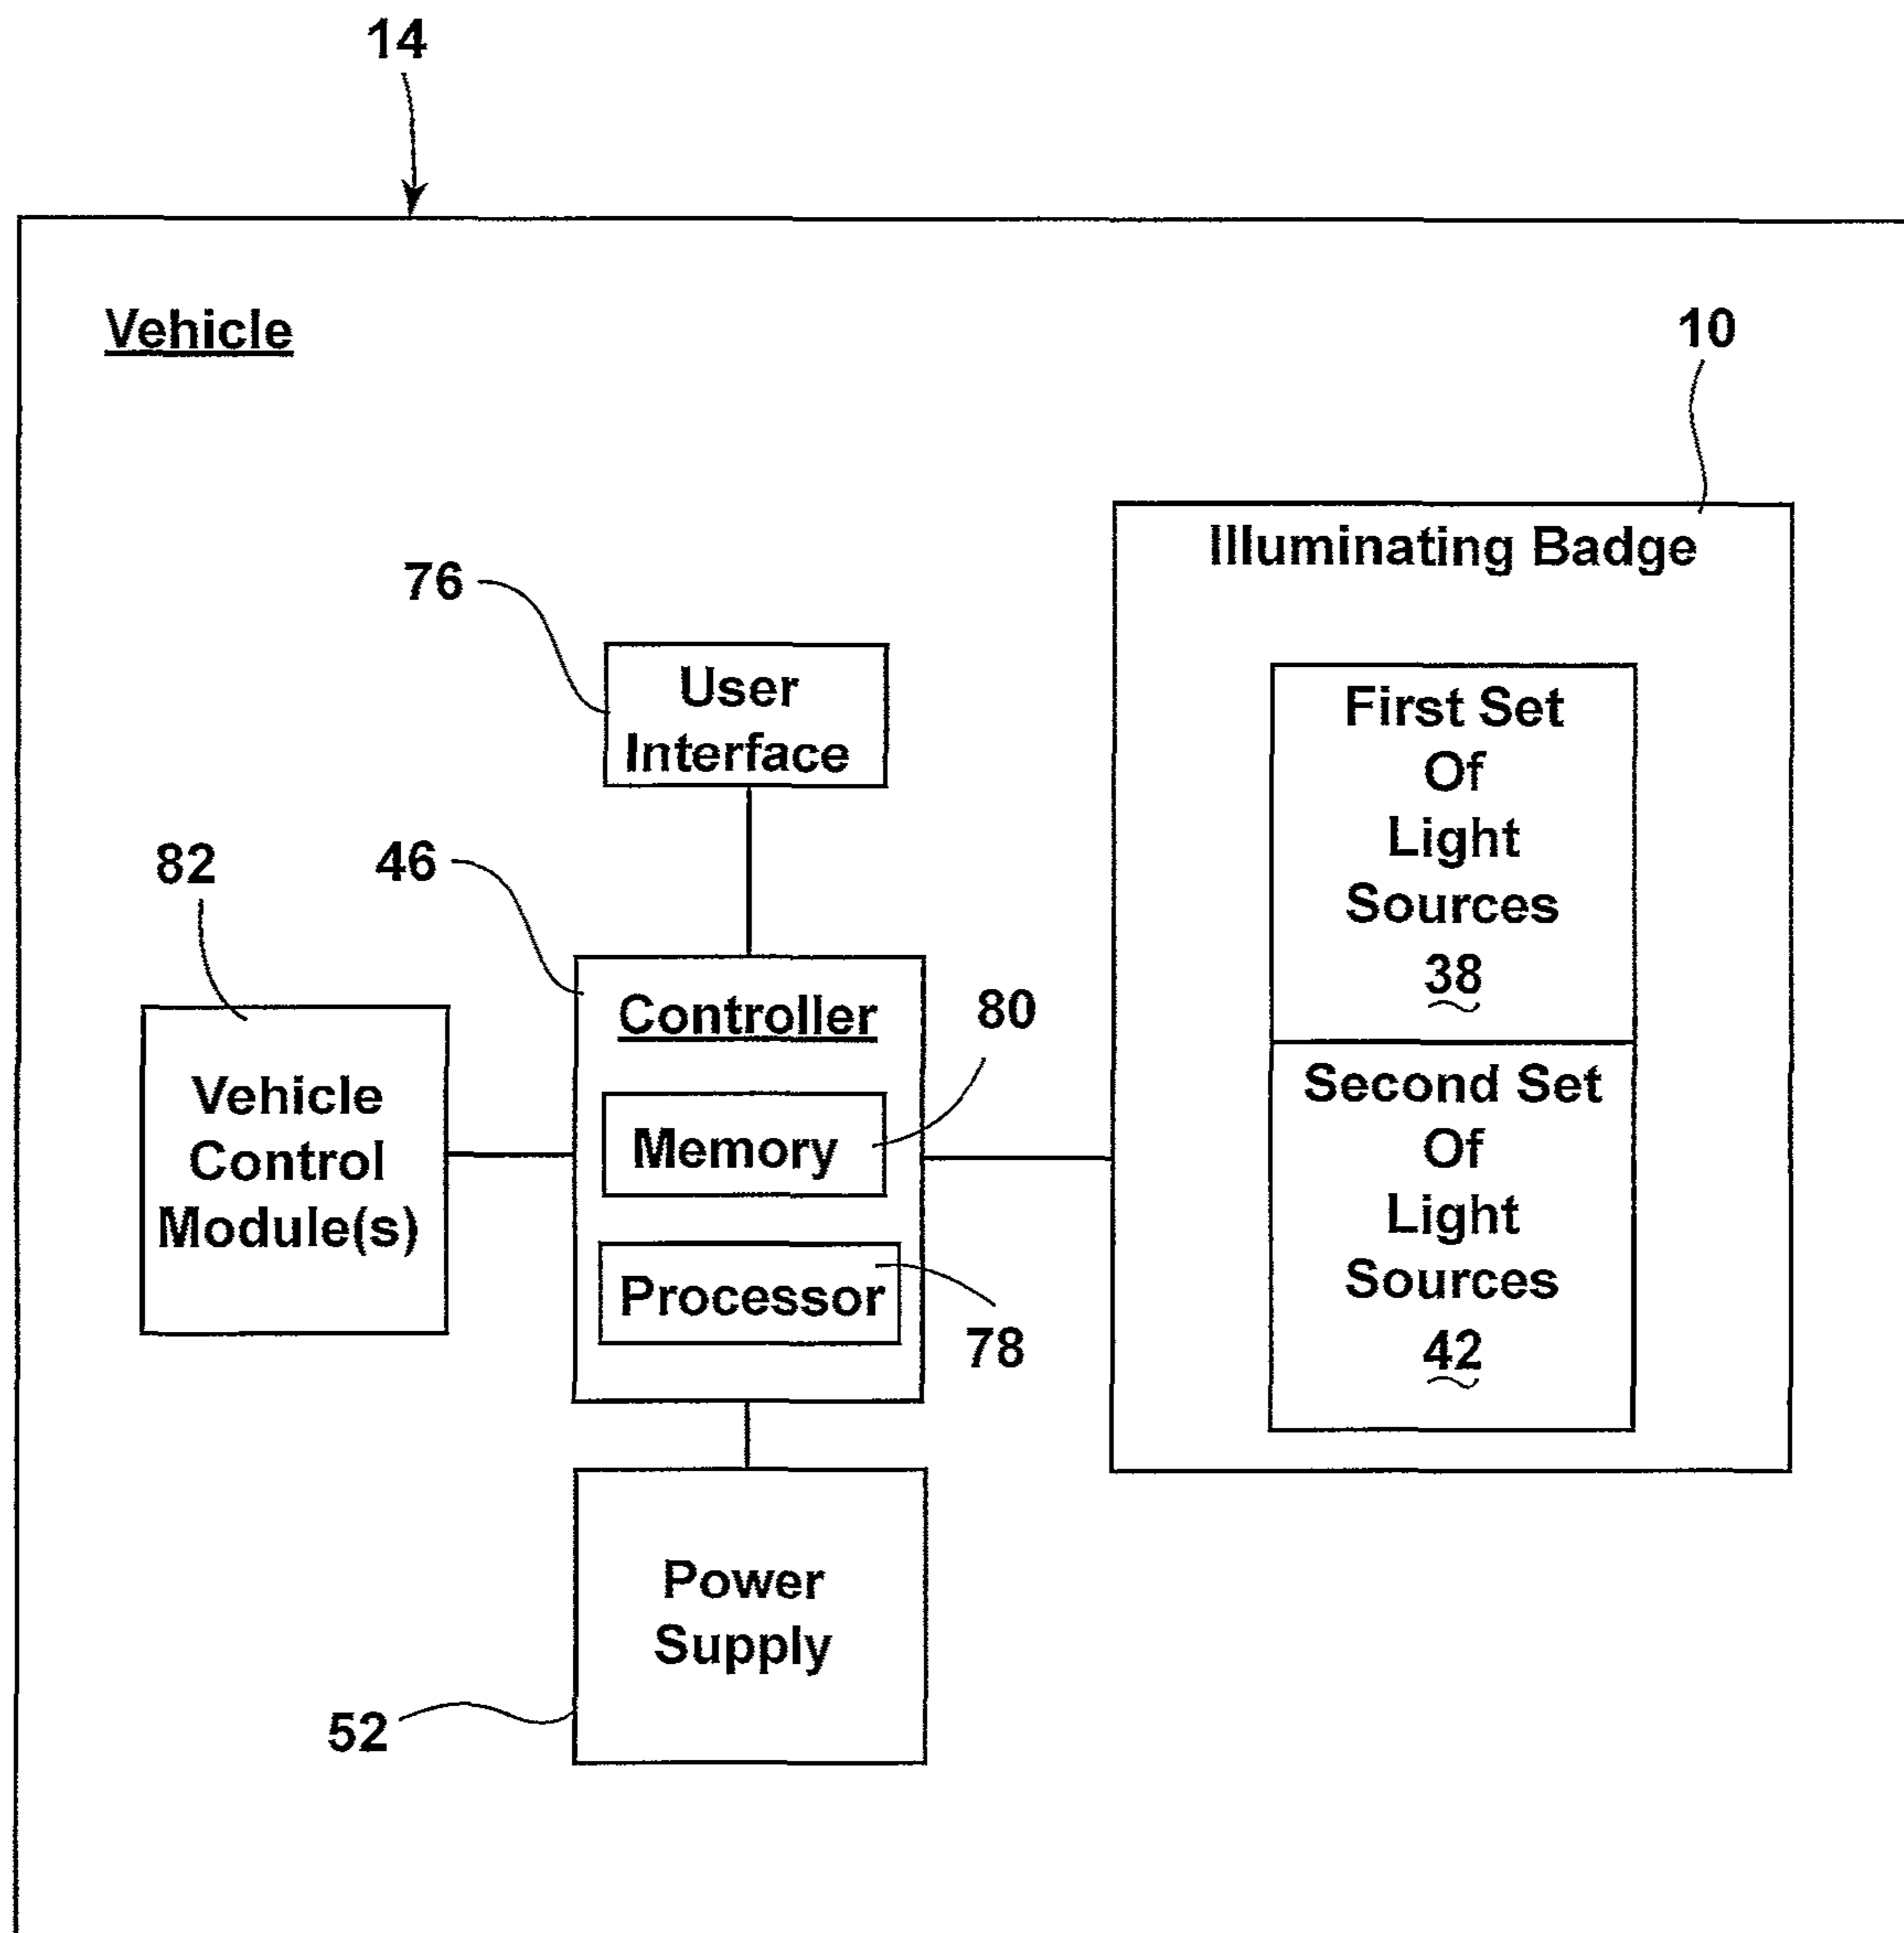 14
Vehicle
10
Illuminating Badge
76
User
Interface
First Set
Of
Light
Sources
38
82
46
Controller
80
Memory
Vehicle
Control
Module(s)
Processor
78
Second Set
Of
Light
Sources
42
Power
Supply
52